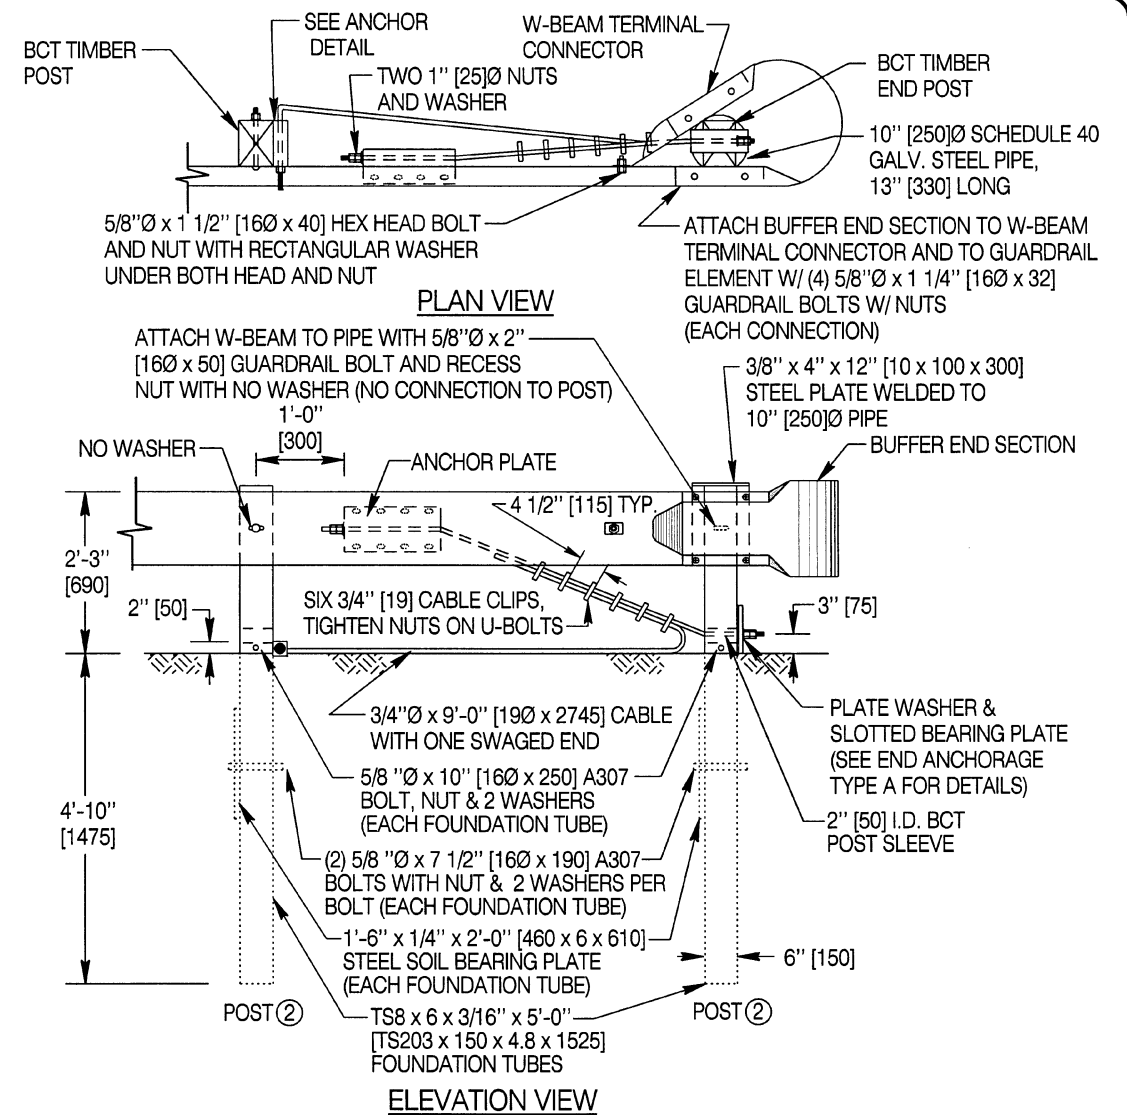 SEE ANCHOR
DETAIL
W-BEAM TERMINAL
CONNECTOR
BCT TIMBER
POST
TWO 1" [25]Ø NUTS
AND WASHER
BCT TIMBER
END POST
10" [250]Ø SCHEDULE 40
GALV. STEEL PIPE,
13" [330] LONG
5/8"Ø x 1 1/2" [16Ø x 40] HEX HEAD BOLT
AND NUT WITH RECTANGULAR WASHER
UNDER BOTH HEAD AND NUT
ATTACH BUFFER END SECTION TO W-BEAM
TERMINAL CONNECTOR AND TO GUARDRAIL
ELEMENT W/ (4) 5/8"Ø x 1 1/4" [16Ø x 32]
GUARDRAIL BOLTS W/ NUTS
(EACH CONNECTION)
PLAN VIEW
ATTACH W-BEAM TO PIPE WITH 5/8"Ø x 2"
[16Ø x 50] GUARDRAIL BOLT AND RECESS
NUT WITH NO WASHER (NO CONNECTION TO POST)
3/8" x 4" x 12" [10 x 100 x 300]
STEEL PLATE WELDED TO
10" [250]Ø PIPE
1'-0"
[300]
NO WASHER
ANCHOR PLATE
BUFFER END SECTION
4 1/2" [115] TYP.
2'-3"
[690]
2" [50]
SIX 3/4" [19] CABLE CLIPS,
TIGHTEN NUTS ON U-BOLTS
3" [75]
3/4"Ø x 9'-0" [19Ø x 2745] CABLE
WITH ONE SWAGED END
PLATE WASHER &
SLOTTED BEARING PLATE
(SEE END ANCHORAGE
TYPE A FOR DETAILS)
5/8 "Ø x 10" [16Ø x 250] A307
BOLT, NUT & 2 WASHERS
(EACH FOUNDATION TUBE)
4'-10"
[1475]
2" [50] I.D. BCT
POST SLEEVE
(2) 5/8 "Ø x 7 1/2" [16Ø x 190] A307
BOLTS WITH NUT & 2 WASHERS PER
BOLT (EACH FOUNDATION TUBE)
1'-6" x 1/4" x 2'-0" [460 x 6 x 610]
STEEL SOIL BEARING PLATE
(EACH FOUNDATION TUBE)
6" [150]
POST 2
TS8 x 6 x 3/16" x 5'-0"
[TS203 x 150 x 4.8 x 1525]
FOUNDATION TUBES
POST 2
ELEVATION VIEW